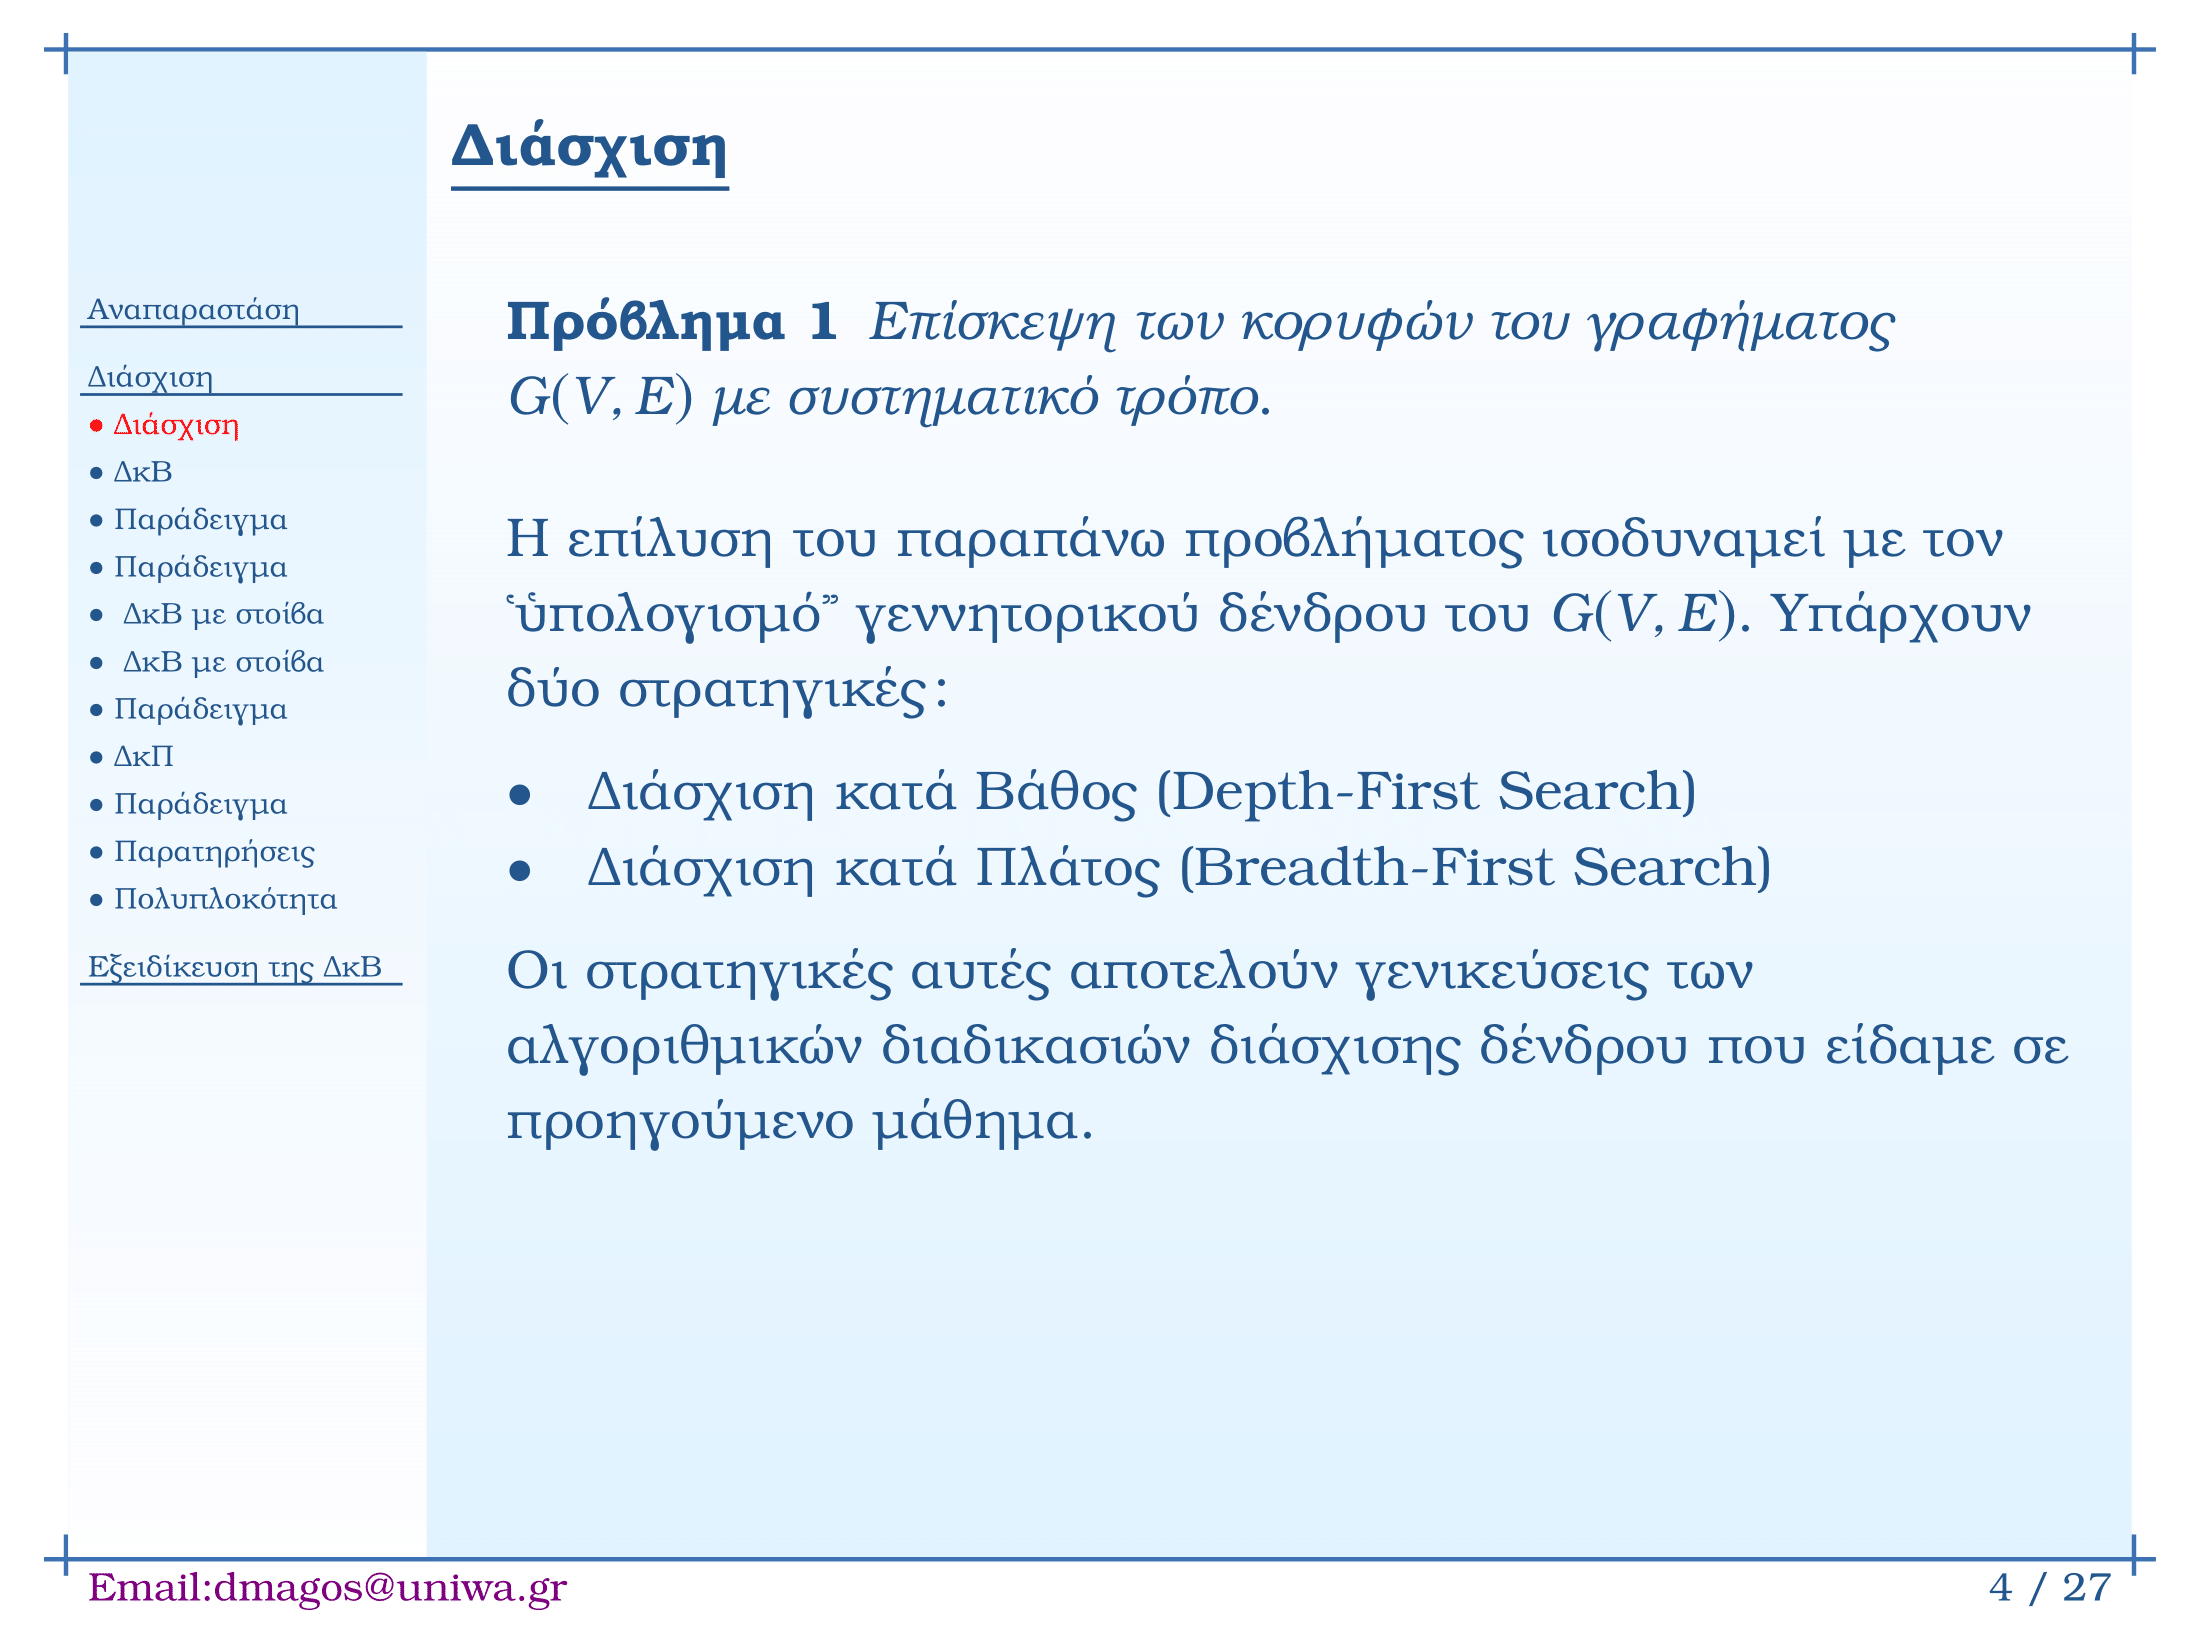 Διάσχιση
Αναπαραστάση
Διάσχιση
• Διάσχιση
• ΔκΒ
• Παράδειγμα
• Παράδειγμα
• ΔκΒ με στοίβα
• ΔκΒ με στοίβα
• Παράδειγμα
• ΔκΠ
• Παράδειγμα
• Παρατηρήσεις
• Πολυπλοκότητα
Εξειδίκευση της ΔκΒ
Πρόβλημα 1 Επίσκεψη των κορυφών του γραφήματος
G(V, E) με συστηματικό τρόπο.
Η επίλυση του παραπάνω προβλήματος ισοδυναμεί με τον
‘ὑπολογισμό” γεννητορικού δένδρου του G(V, E). Υπάρχουν
δύο στρατηγικές:
• Διάσχιση κατά Βάθος (Depth-First Search)
• Διάσχιση κατά Πλάτος (Breadth-First Search)
Οι στρατηγικές αυτές αποτελούν γενικεύσεις των
αλγοριθμικών διαδικασιών διάσχισης δένδρου που είδαμε σε
προηγούμενο μάθημα.
Email:dmagos@uniwa.gr
4 / 27